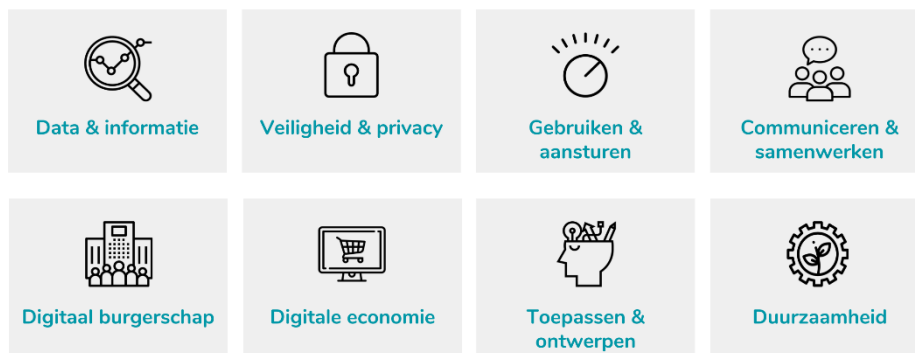 Data & informatie
Veiligheid & privacy
Gebruiken &
aansturen
Communiceren &
samenwerken
Digitaal burgerschap
Digitale economie
Toepassen &
ontwerpen
Duurzaamheid